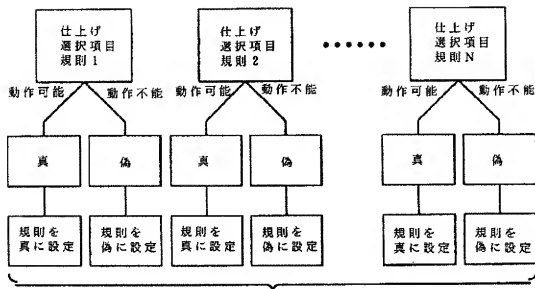 仕上げ
選択項目
規則1
仕上げ
選択項目
規則2
仕上げ
選択項目
規則N
動作可能
動作不能
動作可能
動作不能
動作可能
動作不能
真
偽
真
偽
真
偽
規則を
真に設定
規則を
偽に設定
規則を
真に設定
規則を
偽に設定
規則を
真に設定
規則を
偽に設定